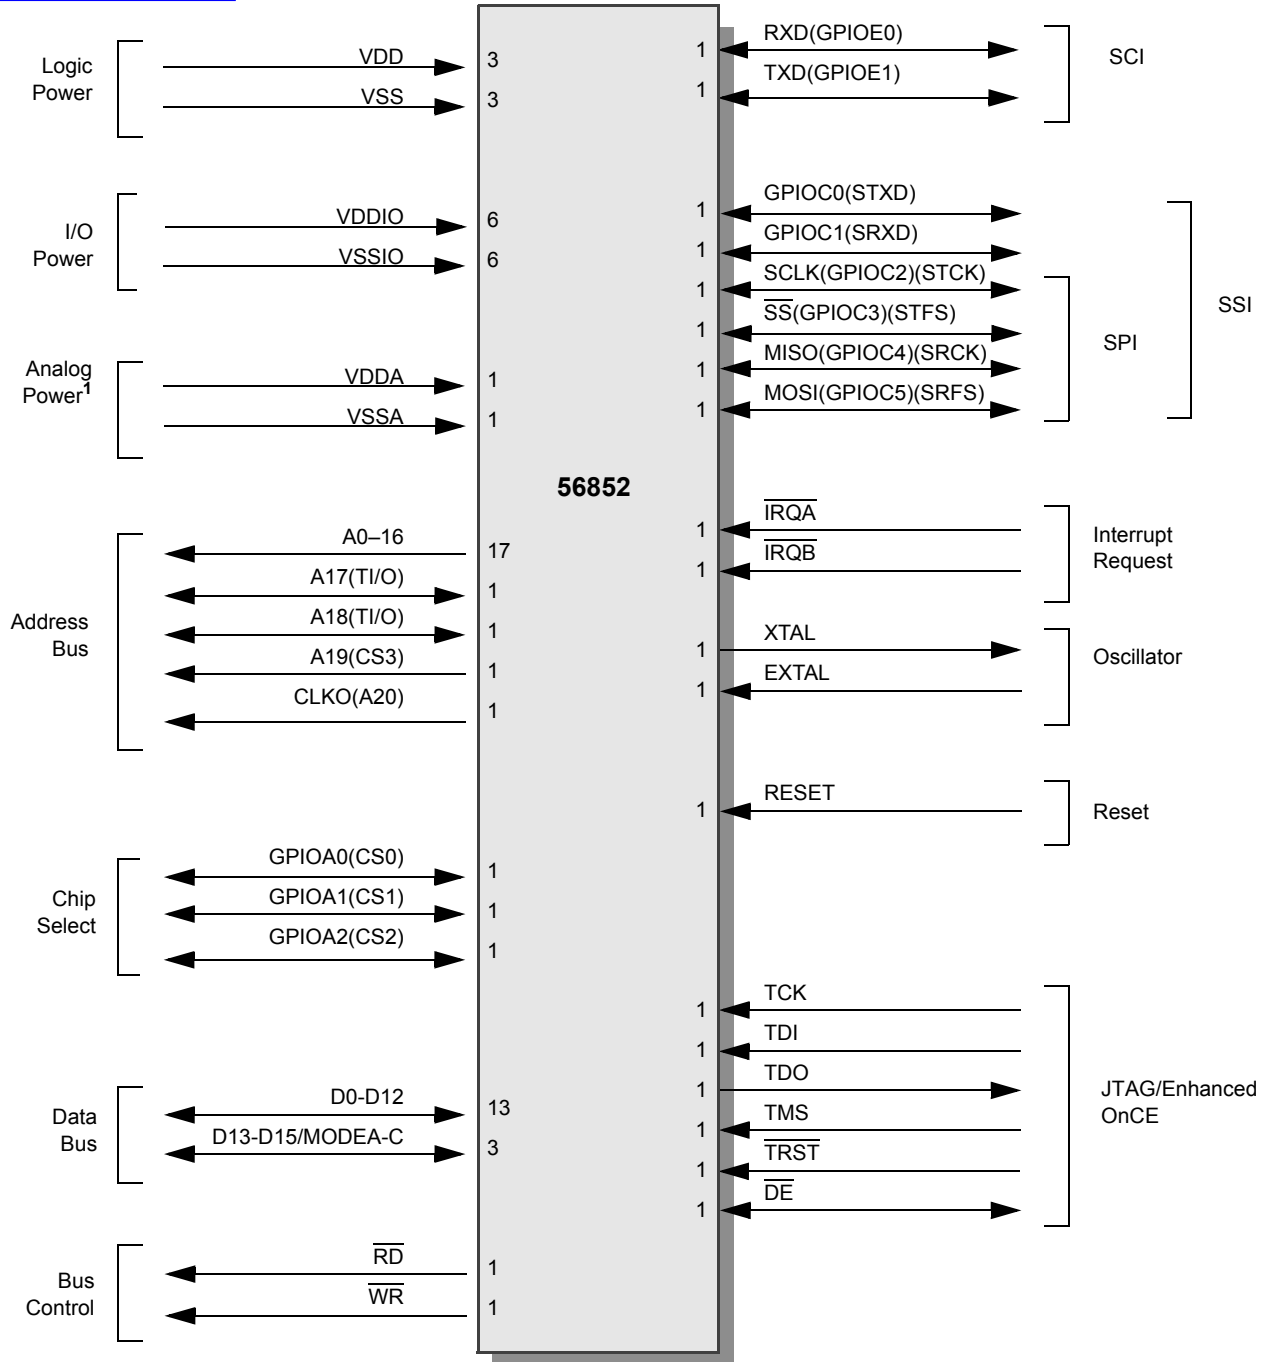 Logic
Power
VDD
3
VSS
3
I/O
Power
VDDIO
6
VSSIO
6
Analog
Power1
VDDA
1
VSSA
1
56852
Address
Bus
A0–16
17
A17(TI/O)
1
A18(TI/O)
1
A19(CS3)
1
CLKO(A20)
1
Chip
Select
GPIOA0(CS0)
1
GPIOA1(CS1)
1
GPIOA2(CS2)
1
Data
Bus
D0-D12
13
D13-D15/MODEA-C
3
Bus
Control
RD
1
WR
1
1
RXD(GPIOE0)
1
TXD(GPIOE1)
SCI
1
GPIOC0(STXD)
1
GPIOC1(SRXD)
1
SCLK(GPIOC2)(STCK)
1
SS(GPIOC3)(STFS)
1
MISO(GPIOC4)(SRCK)
1
MOSI(GPIOC5)(SRFS)
SPI
SSI
1
IRQA
1
IRQB
Interrupt
Request
1
XTAL
1
EXTAL
Oscillator
1
RESET
Reset
1
TCK
1
TDI
1
TDO
1
TMS
1
TRST
1
DE
JTAG/Enhanced
OnCE